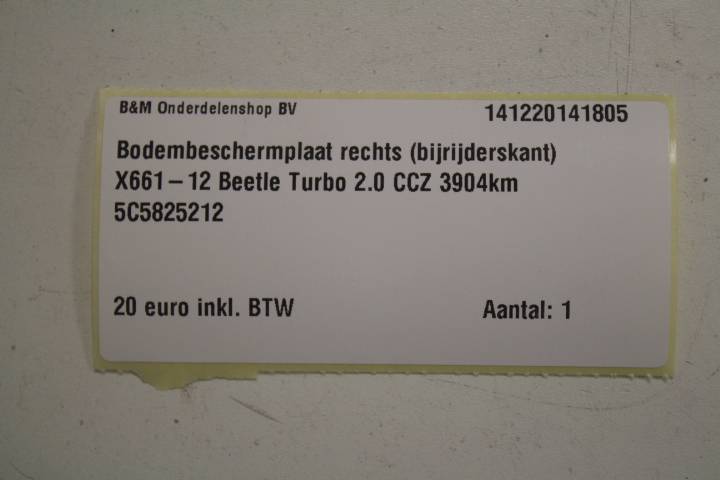 B&M Onderdelenshop BV 141220141805
Bodembeschermplaat rechts (bijrijderskant)
X661 – 12 Beetle Turbo 2.0 CCZ 3904km
5C5825212
20 euro inkl. BTW Aantal: 1